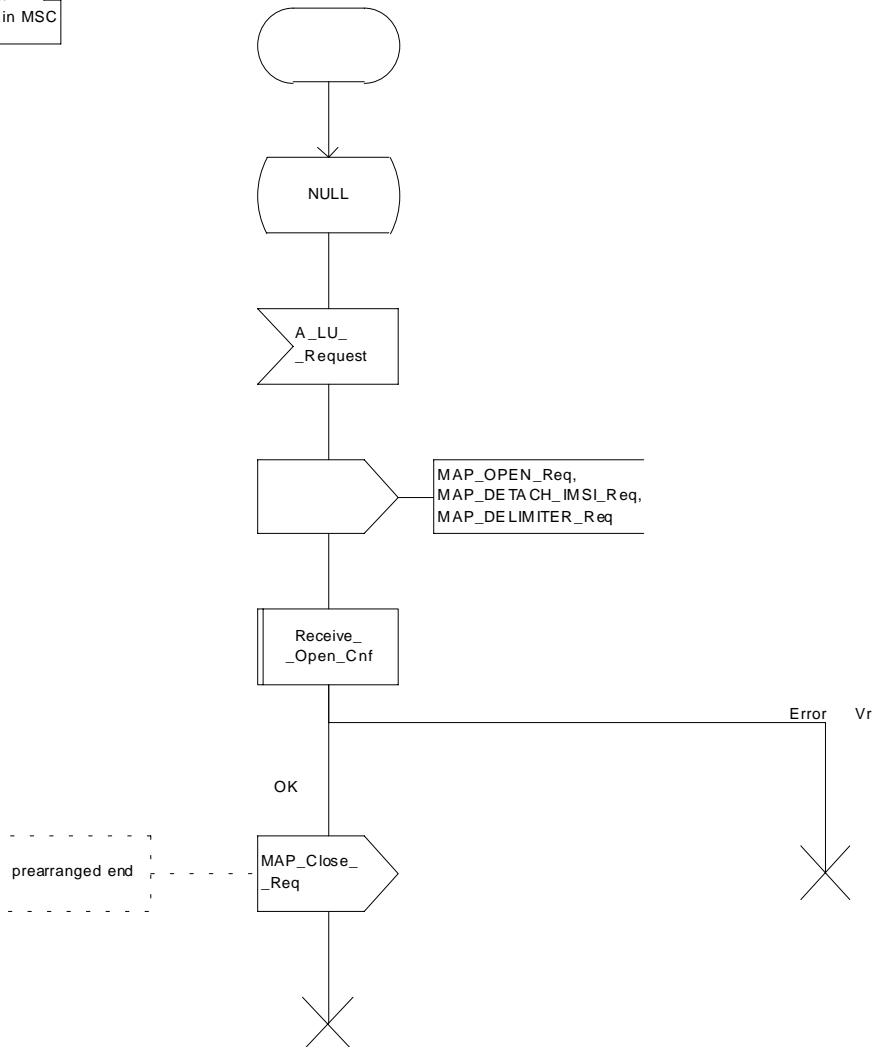 in MSC
NULL
A_LU_
_Request
MAP_OPEN_Req,
MAP_DETACH_IMSI_Req,
MAP_DELIMITER_Req
Receive_
_Open_Cnf
Error Vr
OK
prearranged end
MAP_Close_
_Req